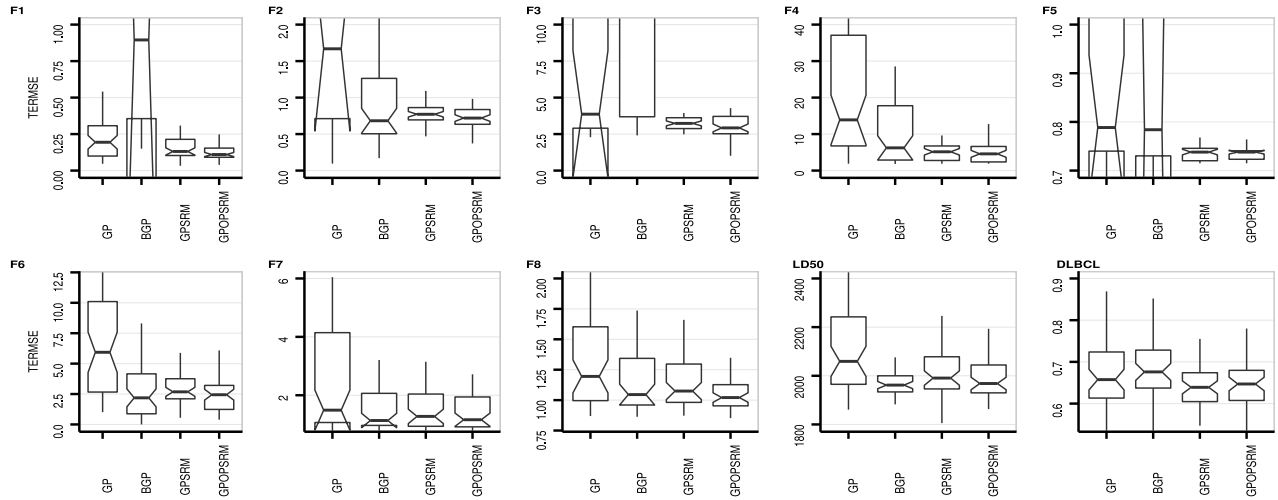 F1
TERMSE
1.00
0.75
0.50
0.25
0.00
GP
BGP
GPSRM
GPOPSRM
F2
2.0
1.5
1.0
0.5
0.0
GP
BGP
GPSRM
GPOPSRM
F3
10.0
7.5
5.0
2.5
0.0
GP
BGP
GPSRM
GPOPSRM
F4
40
30
20
10
0
GP
BGP
GPSRM
GPOPSRM
F5
1.0
0.9
0.8
0.7
GP
BGP
GPSRM
GPOPSRM
F6
TERMSE
12.5
10.0
7.5
5.0
2.5
0.0
GP
BGP
GPSRM
GPOPSRM
F7
6
4
2
GP
BGP
GPSRM
GPOPSRM
F8
2.00
1.75
1.50
1.25
1.00
0.75
GP
BGP
GPSRM
GPOPSRM
LD50
2400
2200
2000
1800
GP
BGP
GPSRM
GPOPSRM
DLBCL
0.9
0.8
0.7
0.6
GP
BGP
GPSRM
GPOPSRM